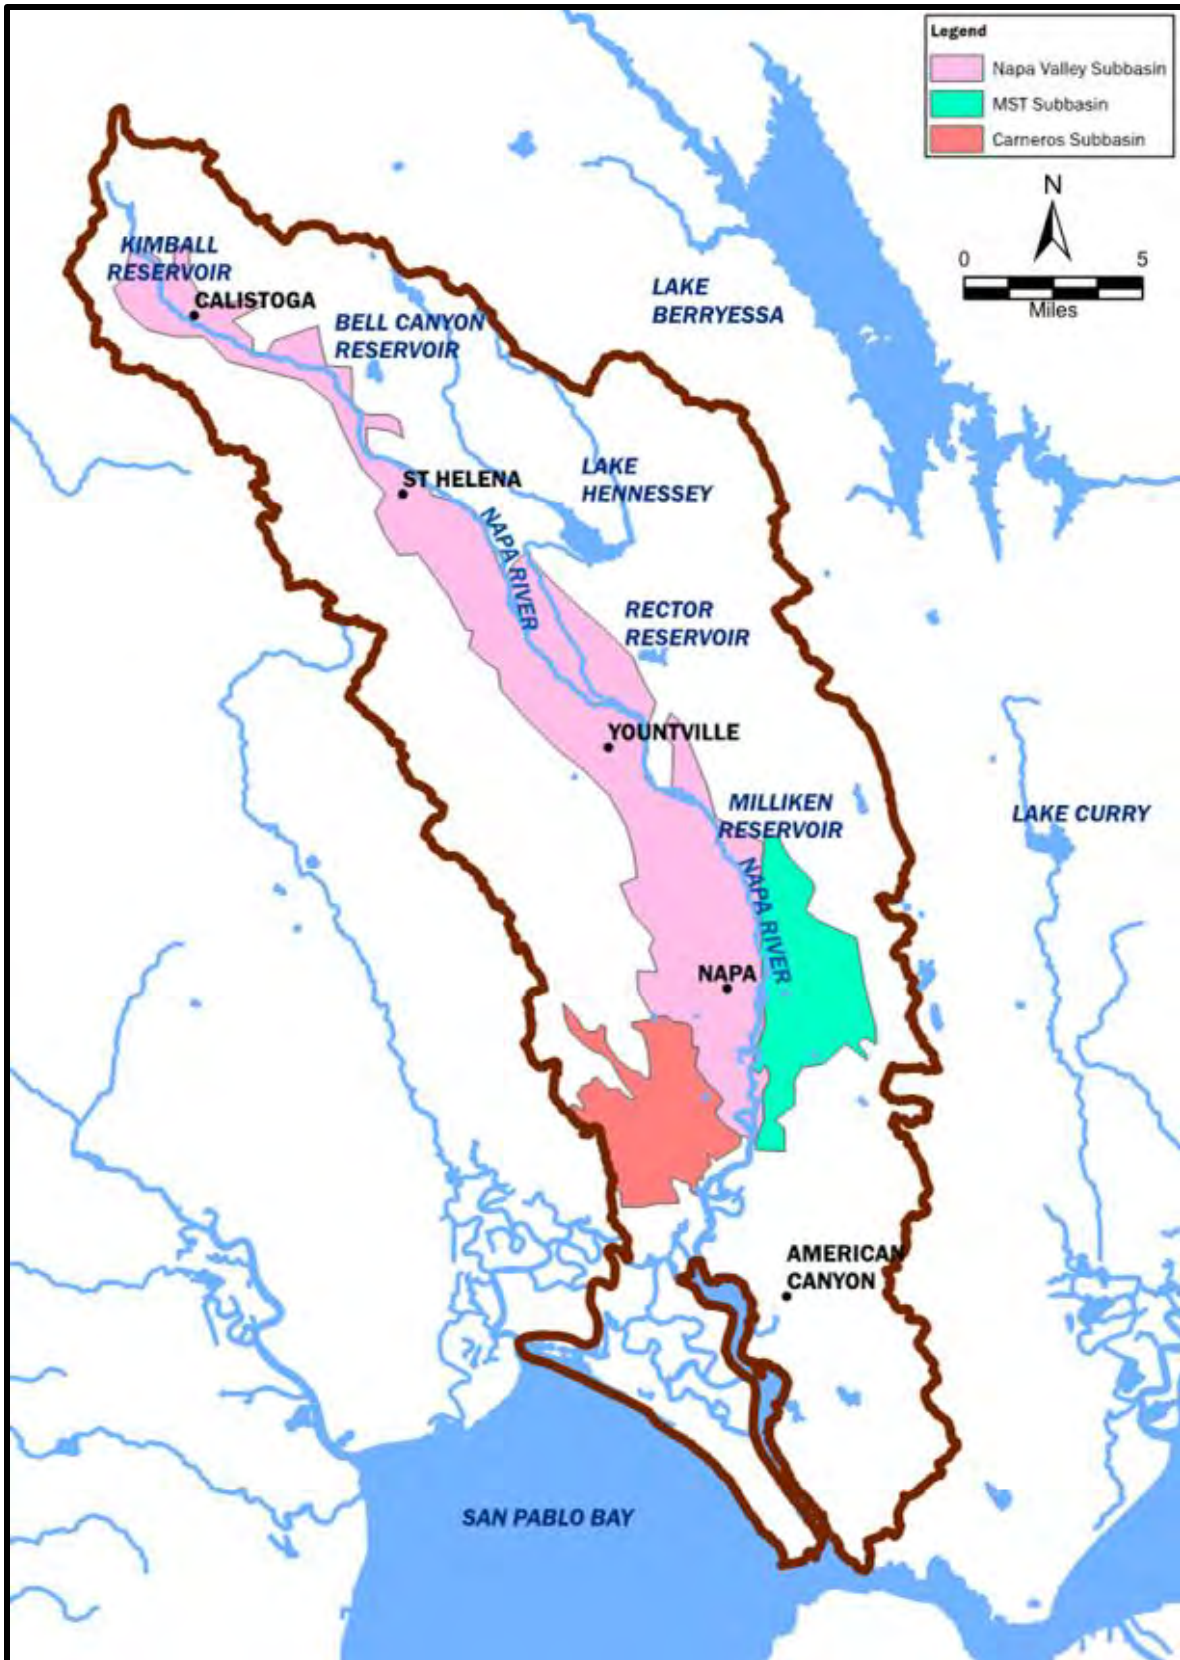 Legend
Napa Valley Subbasin
MST Subbasin
Carneros Subbasin
N
0 5
Miles
KIMBALL
RESERVOIR
CALISTOGA
BELL CANYON
RESERVOIR
LAKE
BERRYESSA
ST HELENA
LAKE
HENNESSEY
NAPA RIVER
RECTOR
RESERVOIR
YOUNTVILLE
MILLIKEN
RESERVOIR
LAKE CURRY
NAPA RIVER
NAPA
AMERICAN
CANYON
SAN PABLO BAY